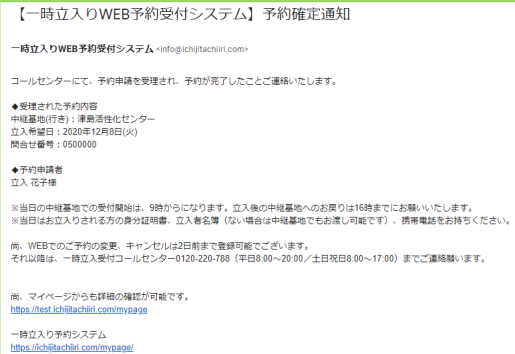 【一時立入りWEB予約受付システム】予約確定通知
一時立入りWEB予約受付システム <info@ichijitachiiri.com>
コールセンターにて、予約申請を受理され、予約が完了したことご連絡いたします。
◆受理された予約内容
中継基地(行き)：津島活性化センター
立入希望日：2020年12月8日(火)
問合せ番号：0500000
◆予約申請者
立入 花子様
※当日の中継基地での受付開始は、9時からになります。立入後の中継基地へのお戻りは16時までにお願いいたします。
※当日はお立入りされる方の身分証明書、立入者名簿（ない場合は中継基地でもお渡し可能です）、携帯電話をお持ちください。
尚、WEBでのご予約の変更、キャンセルは2日前まで登録可能でございます。
それ以降は、一時立入受付コールセンター0120-220-788（平日8:00～20:00／土日祝日8:00～17:00）までご連絡願います。
尚、マイページからも詳細の確認が可能です。
https://test.ichijitachiiri.com/mypage
一時立入り予約システム
https://ichijitachiiri.com/mypage/